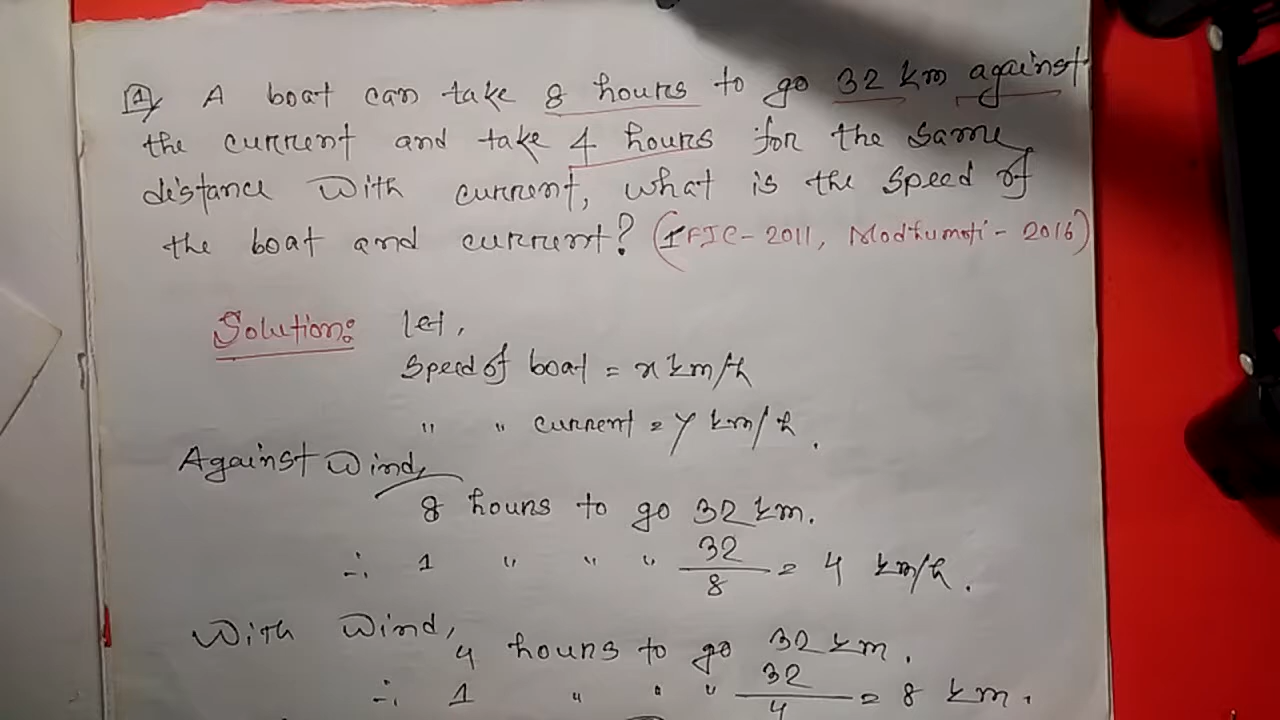 1) A boat can take 8 hours to go 32 km against
the current and take 4 hours for the same
distance with current, what is the speed of
the boat and current? (IFIC-2011, Modhumoti-2016)
Solution: let,
Speed of boat = x km/h
" " current = y km/h.
Against wind,
8 hours to go 32 km.
∴ 1 " " " 32/8 = 4 km/h.
With wind,
4 hours to go 32 km.
∴ 1 " " " 32/4 = 8 km.